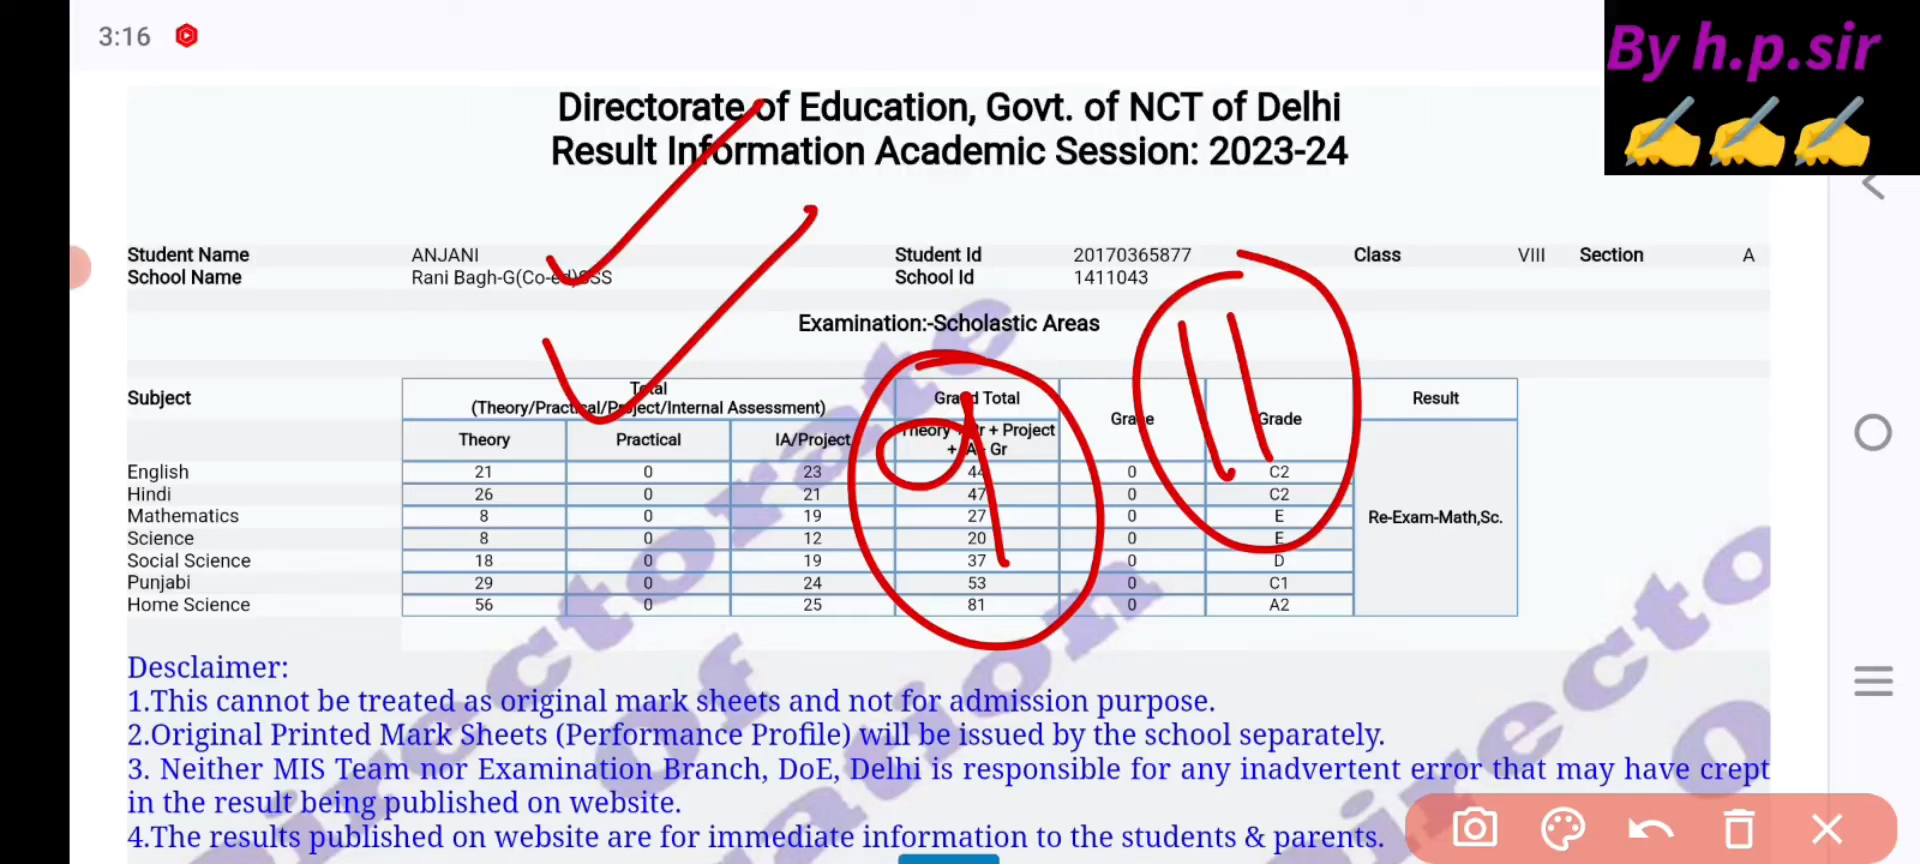 3:16
By h.p.sir
Directorate of Education, Govt. of NCT of Delhi
Result Information Academic Session: 2023-24
Student Name ANJANI Student Id 20170365877 Class VIII Section A
School Name Rani Bagh-G(Co-ed)SSS School Id 1411043
Examination:-Scholastic Areas
Subject Total (Theory/Practical/Project/Internal Assessment) Grand Total Grade Grade Result
Theory Practical IA/Project Theory + Pr + Project + IA + Gr
English 21 0 23 44 0 C2
Hindi 26 0 21 47 0 C2
Mathematics 8 0 19 27 0 E Re-Exam-Math,Sc.
Science 8 0 12 20 0 E
Social Science 18 0 19 37 0 D
Punjabi 29 0 24 53 0 C1
Home Science 56 0 25 81 0 A2
9
11
Desclaimer:
1.This cannot be treated as original mark sheets and not for admission purpose.
2.Original Printed Mark Sheets (Performance Profile) will be issued by the school separately.
3. Neither MIS Team nor Examination Branch, DoE, Delhi is responsible for any inadvertent error that may have crept
in the result being published on website.
4.The results published on website are for immediate information to the students & parents.